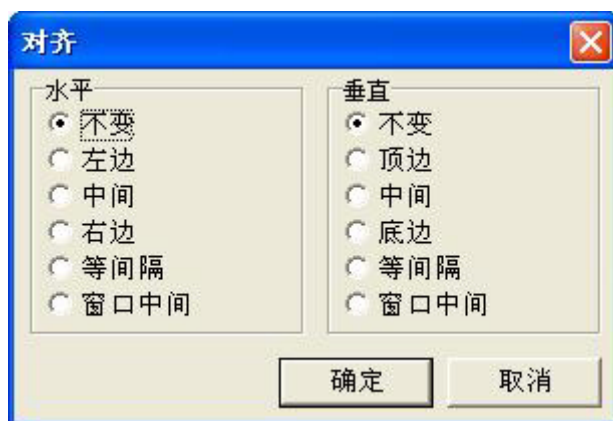 对齐
水平
不变
左边
中间
右边
等间隔
窗口中间
垂直
不变
顶边
中间
底边
等间隔
窗口中间
确定
取消